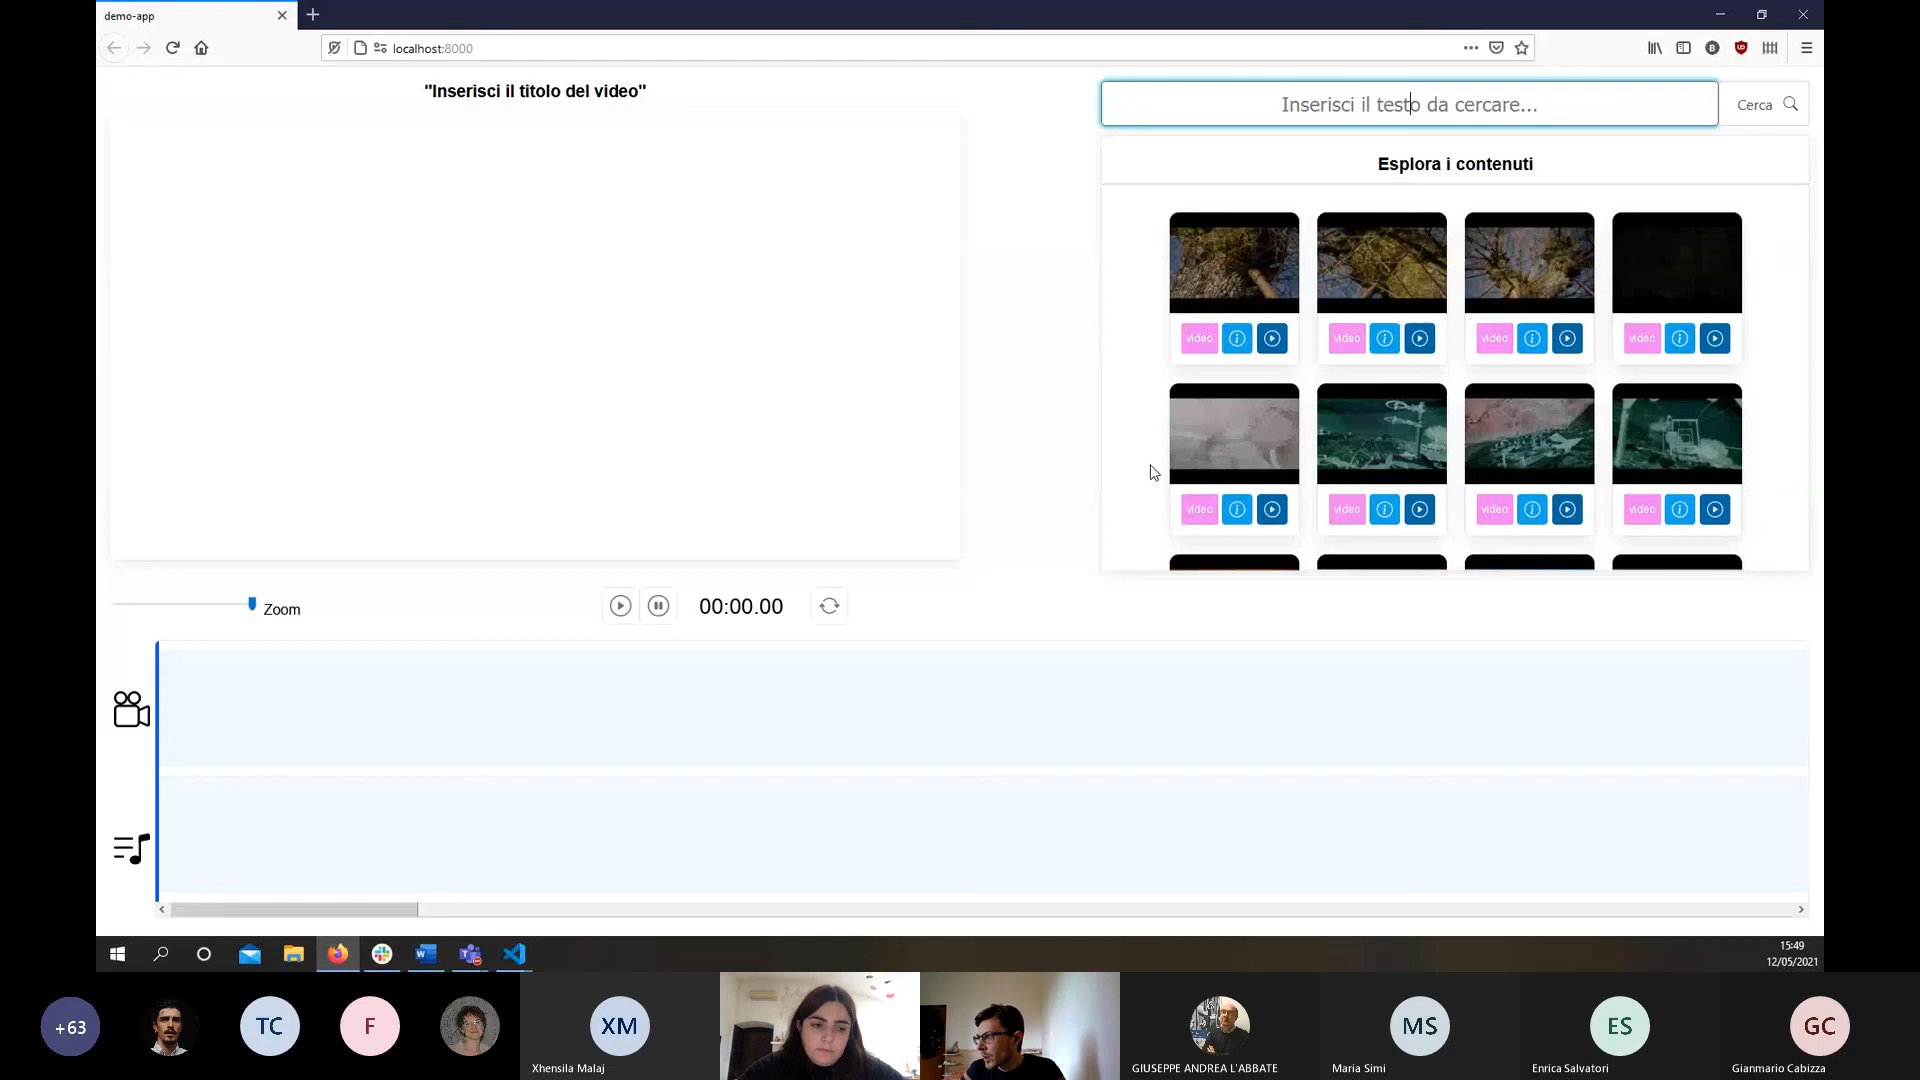 demo-app
localhost:8000
"Inserisci il titolo del video"
Inserisci il testo da cercare...
Cerca
Esplora i contenuti
video
video
video
video
video
video
video
video
Zoom
00:00.00
15:49
12/05/2021
+63
TC
F
XM
MS
ES
GC
Xhensila Malaj
GIUSEPPE ANDREA L'ABBATE
Maria Simi
Enrica Salvatori
Gianmario Cabizza